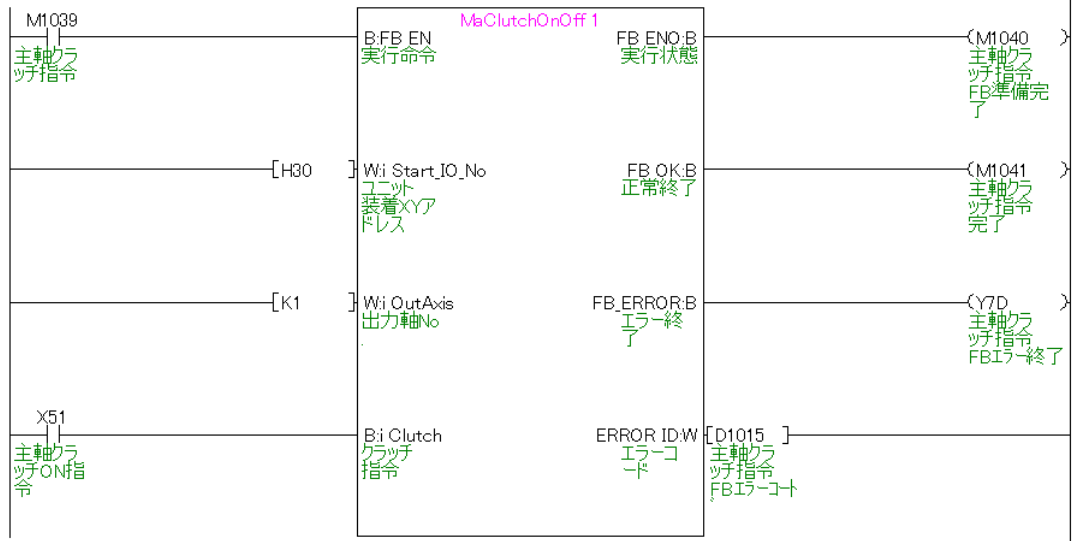 MaClutchOnOff 1
M1039
主軸クラ
ッチ指令
B:FB EN
実行命令
FB ENO:B
実行状態
M1040
主軸クラ
ッチ指令
FB準備完
了
H30
W:i Start_IO_No
ユニット
装着XYア
ドレス
FB OK:B
正常終了
M1041
主軸クラ
ッチ指令
完了
K1
W:i OutAxis
出力軸No
.
FB_ERROR:B
エラー終
了
Y7D
主軸クラ
ッチ指令
FBエラー終了
X51
主軸クラ
ッチON指
令
B:i Clutch
クラッチ
指令
ERROR ID:W
エラーコ
ード
D1015
主軸クラ
ッチ指令
FBエラーコード